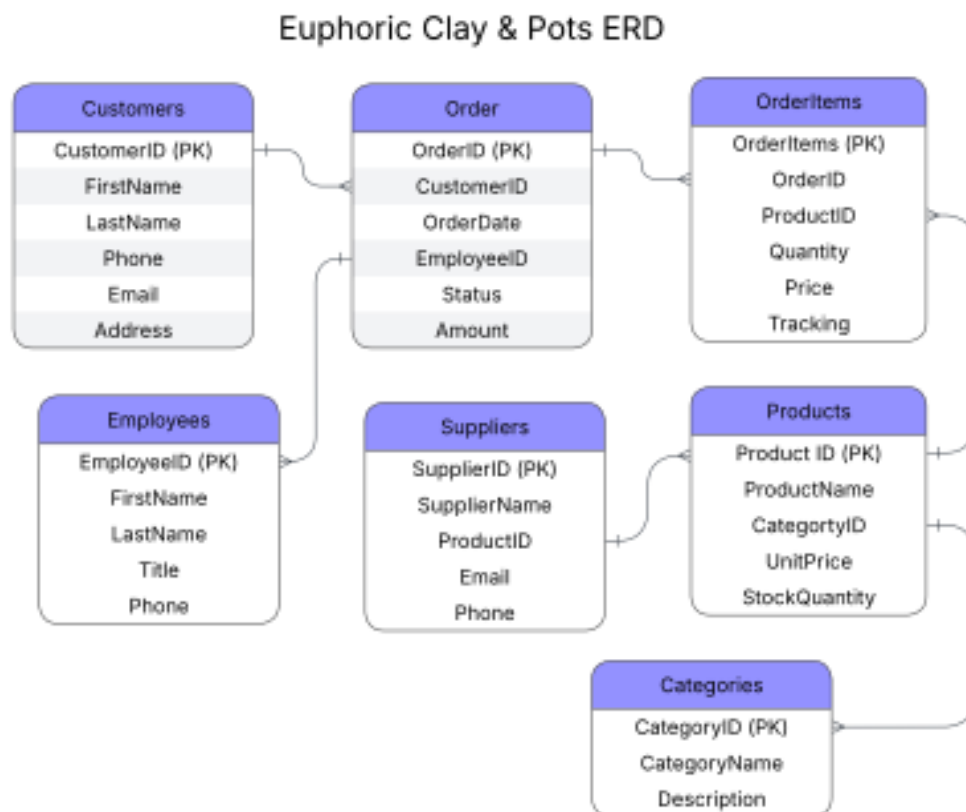 Euphoric Clay & Pots ERD
Customers
CustomerID (PK)
FirstName
LastName
Phone
Email
Address
Order
OrderID (PK)
CustomerID
OrderDate
EmployeeID
Status
Amount
OrderItems
OrderItems (PK)
OrderID
ProductID
Quantity
Price
Tracking
Employees
EmployeeID (PK)
FirstName
LastName
Title
Phone
Suppliers
SupplierID (PK)
SupplierName
ProductID
Email
Phone
Products
Product ID (PK)
ProductName
CategortyID
UnitPrice
StockQuantity
Categories
CategoryID (PK)
CategoryName
Description